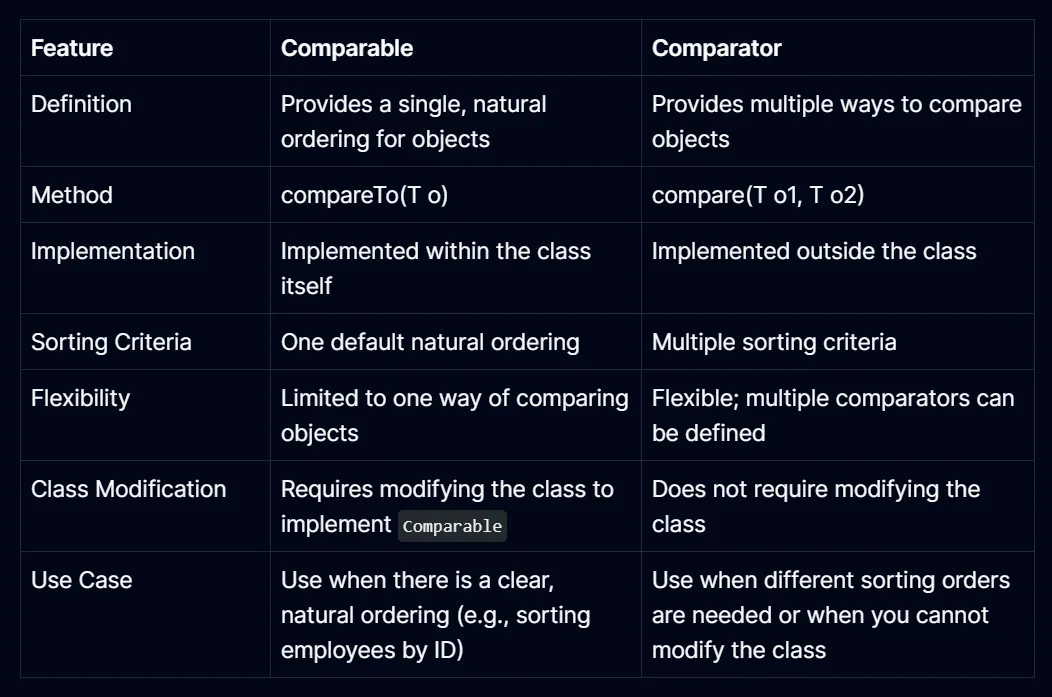 Feature Comparable Comparator
Definition Provides a single, natural Provides multiple ways to compare
ordering for objects objects
Method compareTo(T o) compare(T o1, T o2)
Implementation Implemented within the class Implemented outside the class
itself
Sorting Criteria One default natural ordering Multiple sorting criteria
Flexibility Limited to one way of comparing Flexible; multiple comparators can
objects be defined
Class Modification Requires modifying the class to Does not require modifying the
implement Comparable class
Use Case Use when there is a clear, Use when different sorting orders
natural ordering (e.g., sorting are needed or when you cannot
employees by ID) modify the class